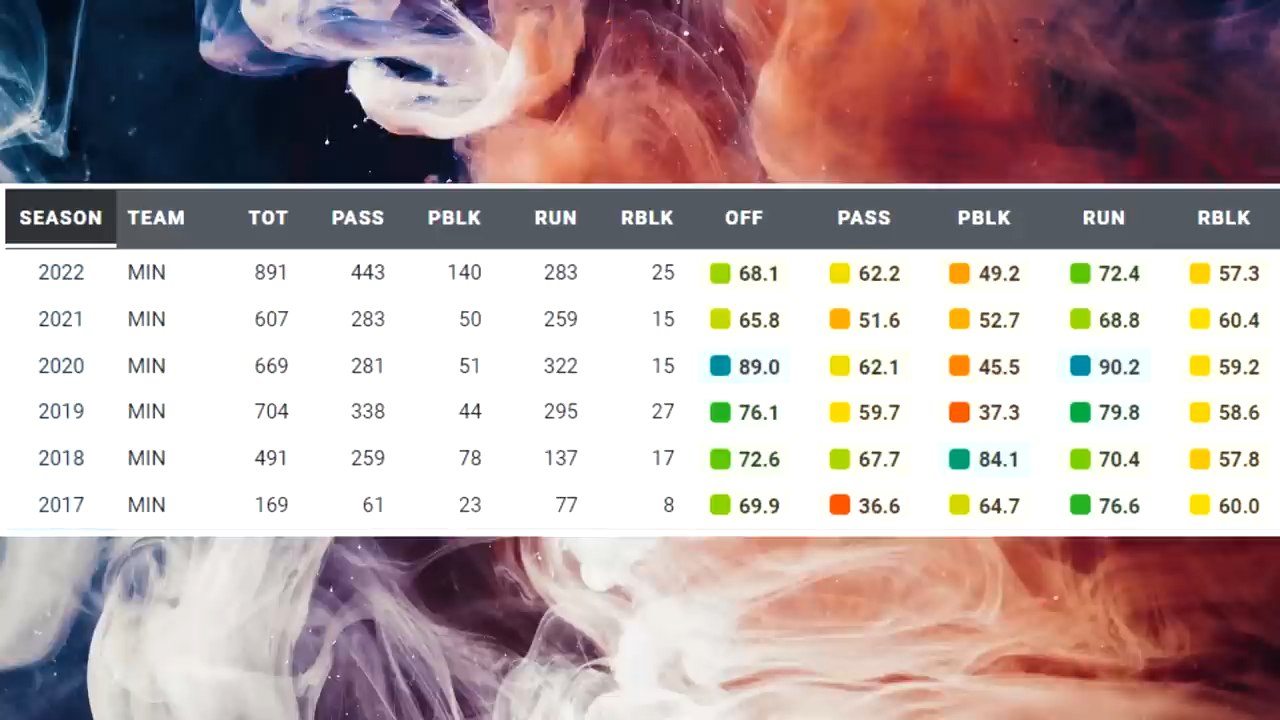 SEASON TEAM TOT PASS PBLK RUN RBLK OFF PASS PBLK RUN RBLK
2022 MIN 891 443 140 283 25 68.1 62.2 49.2 72.4 57.3
2021 MIN 607 283 50 259 15 65.8 51.6 52.7 68.8 60.4
2020 MIN 669 281 51 322 15 89.0 62.1 45.5 90.2 59.2
2019 MIN 704 338 44 295 27 76.1 59.7 37.3 79.8 58.6
2018 MIN 491 259 78 137 17 72.6 67.7 84.1 70.4 57.8
2017 MIN 169 61 23 77 8 69.9 36.6 64.7 76.6 60.0